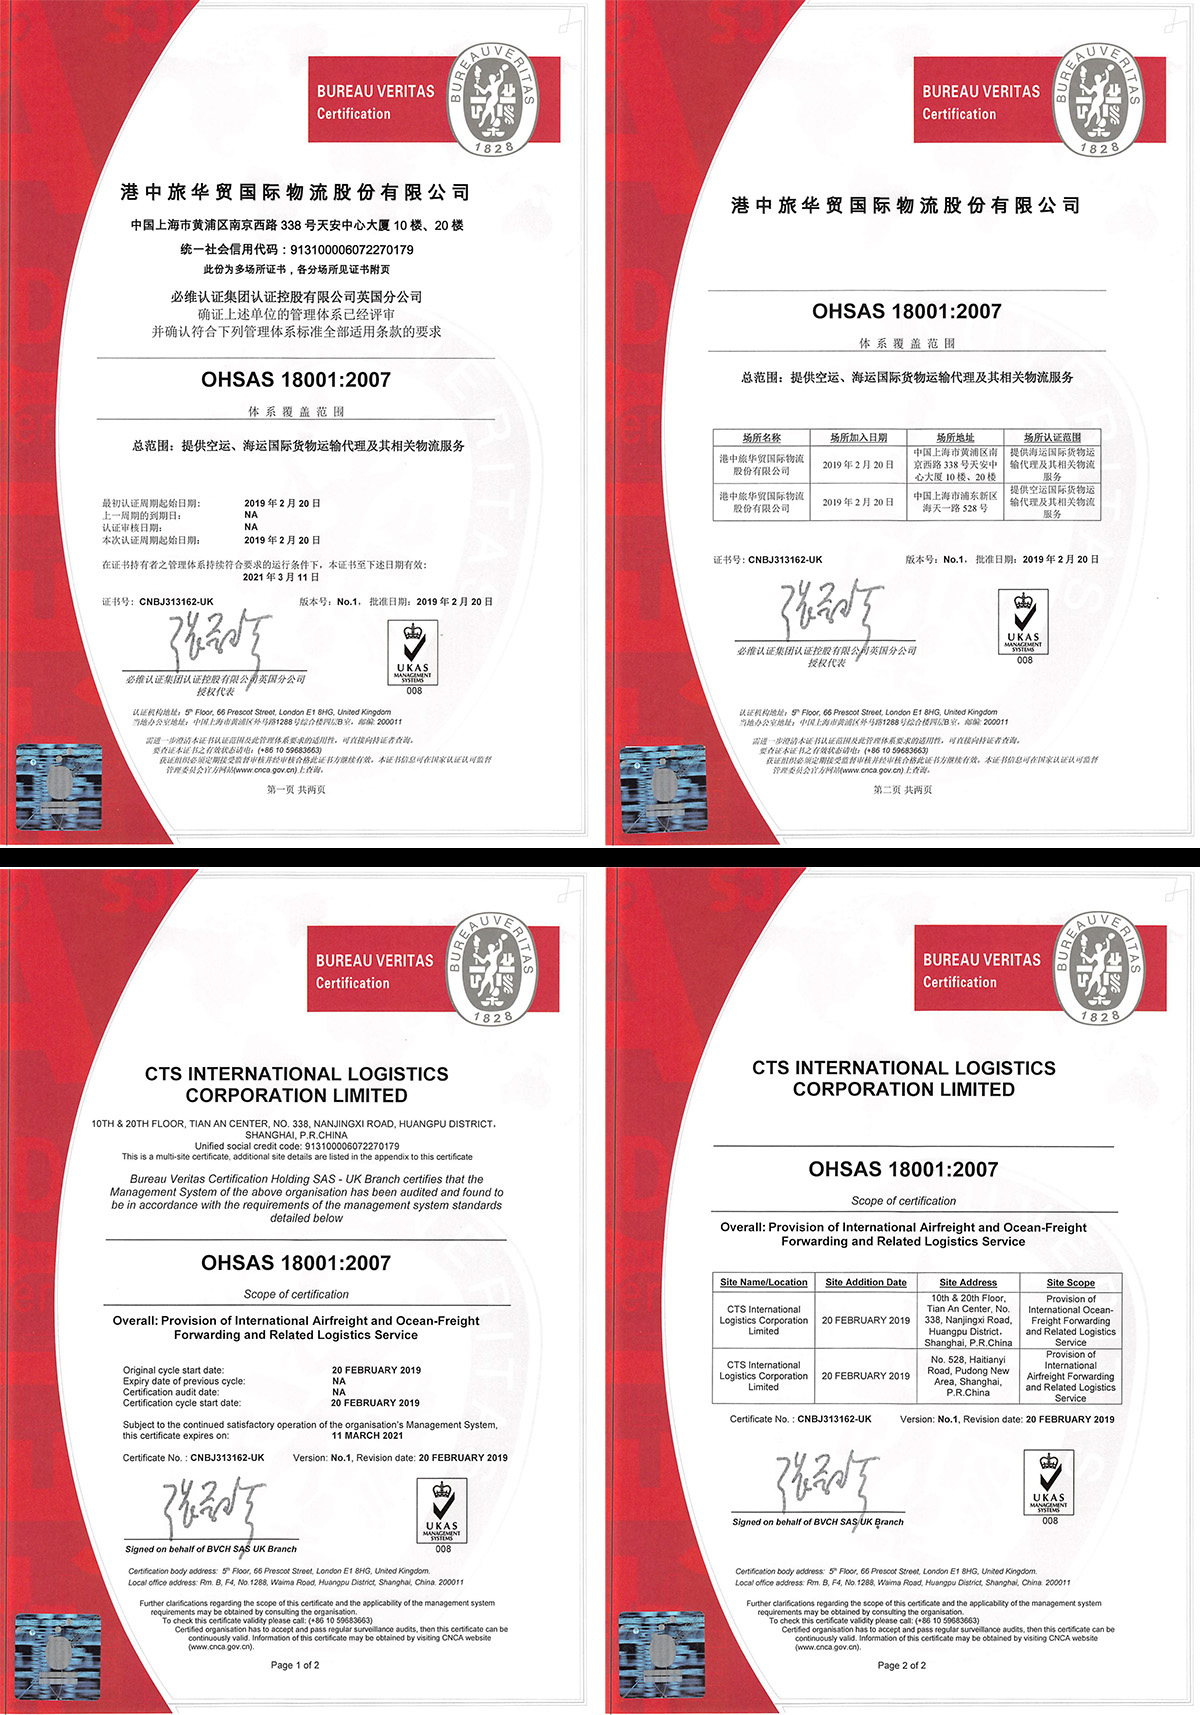 BUREAU VERITAS
Certification
BUREAU VERITAS
1828
港中旅华贸国际物流股份有限公司
中国上海市黄浦区南京西路 338 号天安中心大厦 10 楼、20 楼
统一社会信用代码：913100006072270179
此份为多场所证书，各分场所见证书附页
必维认证集团认证控股有限公司英国分公司
确证上述单位的管理体系已经评审
并确认符合下列管理体系标准全部适用条款的要求
OHSAS 18001:2007
体 系 覆 盖 范 围
总范围：提供空运、海运国际货物运输代理及其相关物流服务
最初认证周期起始日期: 2019 年 2 月 20 日
上一周期的到期日: NA
认证审核日期: NA
本次认证周期起始日期: 2019 年 2 月 20 日
在证书持有者之管理体系持续符合要求的运行条件下，本证书至下述日期有效:
2021 年 3 月 11 日
证书号: CNBJ313162-UK 版本号: No.1， 批准日期: 2019 年 2 月 20 日
UKAS
MANAGEMENT
SYSTEMS
008
必维认证集团认证控股有限公司英国分公司
授权代表
认证机构地址: 5th Floor, 66 Prescot Street, London E1 8HG, United Kingdom
当地办公室地址: 中国上海市黄浦区外马路1288号综合楼四层B室，邮编: 200011
需进一步澄清本证书认证范围及此管理体系要求的适用性，可直接向持证者查询。
要查证本证书之有效状态请电: (+86 10 59683663)
获证组织必须定期接受监督审核并经审核合格此证书方继续有效。本证书信息可在国家认证认可监督
管理委员会官方网站(www.cnca.gov.cn)上查询。
第一页 共两页
BUREAU VERITAS
Certification
BUREAU VERITAS
1828
港中旅华贸国际物流股份有限公司
OHSAS 18001:2007
体 系 覆 盖 范 围
总范围：提供空运、海运国际货物运输代理及其相关物流服务
场所名称 场所加入日期 场所地址 场所认证范围
港中旅华贸国际物流股份有限公司 2019 年 2 月 20 日 中国上海市黄浦区南京西路 338 号天安中心大厦 10 楼、20 楼 提供海运国际货物运输代理及其相关物流服务
港中旅华贸国际物流股份有限公司 2019 年 2 月 20 日 中国上海市浦东新区海天一路 528 号 提供空运国际货物运输代理及其相关物流服务
证书号: CNBJ313162-UK 版本号: No.1， 批准日期: 2019 年 2 月 20 日
UKAS
MANAGEMENT
SYSTEMS
008
必维认证集团认证控股有限公司英国分公司
授权代表
认证机构地址: 5th Floor, 66 Prescot Street, London E1 8HG, United Kingdom
当地办公室地址: 中国上海市黄浦区外马路1288号综合楼四层B室，邮编: 200011
需进一步澄清本证书认证范围及此管理体系要求的适用性，可直接向持证者查询。
要查证本证书之有效状态请电: (+86 10 59683663)
获证组织必须定期接受监督审核并经审核合格此证书方继续有效。本证书信息可在国家认证认可监督
管理委员会官方网站(www.cnca.gov.cn)上查询。
第二页 共两页
BUREAU VERITAS
Certification
BUREAU VERITAS
1828
CTS INTERNATIONAL LOGISTICS
CORPORATION LIMITED
10TH & 20TH FLOOR, TIAN AN CENTER, NO. 338, NANJINGXI ROAD, HUANGPU DISTRICT,
SHANGHAI, P.R.CHINA
Unified social credit code: 913100006072270179
This is a multi-site certificate, additional site details are listed in the appendix to this certificate
Bureau Veritas Certification Holding SAS - UK Branch certifies that the
Management System of the above organisation has been audited and found to
be in accordance with the requirements of the management system standards
detailed below
OHSAS 18001:2007
Scope of certification
Overall: Provision of International Airfreight and Ocean-Freight
Forwarding and Related Logistics Service
Original cycle start date: 20 FEBRUARY 2019
Expiry date of previous cycle: NA
Certification audit date: NA
Certification cycle start date: 20 FEBRUARY 2019
Subject to the continued satisfactory operation of the organisation's Management System,
this certificate expires on: 11 MARCH 2021
Certificate No. : CNBJ313162-UK Version: No.1, Revision date: 20 FEBRUARY 2019
UKAS
MANAGEMENT
SYSTEMS
008
Signed on behalf of BVCH SAS UK Branch
Certification body address: 5th Floor, 66 Prescot Street, London E1 8HG, United Kingdom.
Local office address: Rm. B, F4, No.1288, Waima Road, Huangpu District, Shanghai, China. 200011
Further clarifications regarding the scope of this certificate and the applicability of the management system
requirements may be obtained by consulting the organisation.
To check this certificate validity please call: (+86 10 59683663)
Certified organisation has to accept and pass regular surveillance audits, then this certificate can be
continuously valid. Information of this certificate may be obtained by visiting CNCA website
(www.cnca.gov.cn).
Page 1 of 2
BUREAU VERITAS
Certification
BUREAU VERITAS
1828
CTS INTERNATIONAL LOGISTICS
CORPORATION LIMITED
OHSAS 18001:2007
Scope of certification
Overall: Provision of International Airfreight and Ocean-Freight
Forwarding and Related Logistics Service
Site Name/Location Site Addition Date Site Address Site Scope
CTS International Logistics Corporation Limited 20 FEBRUARY 2019 10th & 20th Floor, Tian An Center, No. 338, Nanjingxi Road, Huangpu District, Shanghai, P.R.China Provision of International Ocean-Freight Forwarding and Related Logistics Service
CTS International Logistics Corporation Limited 20 FEBRUARY 2019 No. 528, Haitianyi Road, Pudong New Area, Shanghai, P.R.China Provision of International Airfreight Forwarding and Related Logistics Service
Certificate No. : CNBJ313162-UK Version: No.1, Revision date: 20 FEBRUARY 2019
UKAS
MANAGEMENT
SYSTEMS
008
Signed on behalf of BVCH SAS UK Branch
Certification body address: 5th Floor, 66 Prescot Street, London E1 8HG, United Kingdom.
Local office address: Rm. B, F4, No.1288, Waima Road, Huangpu District, Shanghai, China. 200011
Further clarifications regarding the scope of this certificate and the applicability of the management system
requirements may be obtained by consulting the organisation.
To check this certificate validity please call: (+86 10 59683663)
Certified organisation has to accept and pass regular surveillance audits, then this certificate can be
continuously valid. Information of this certificate may be obtained by visiting CNCA website
(www.cnca.gov.cn).
Page 2 of 2